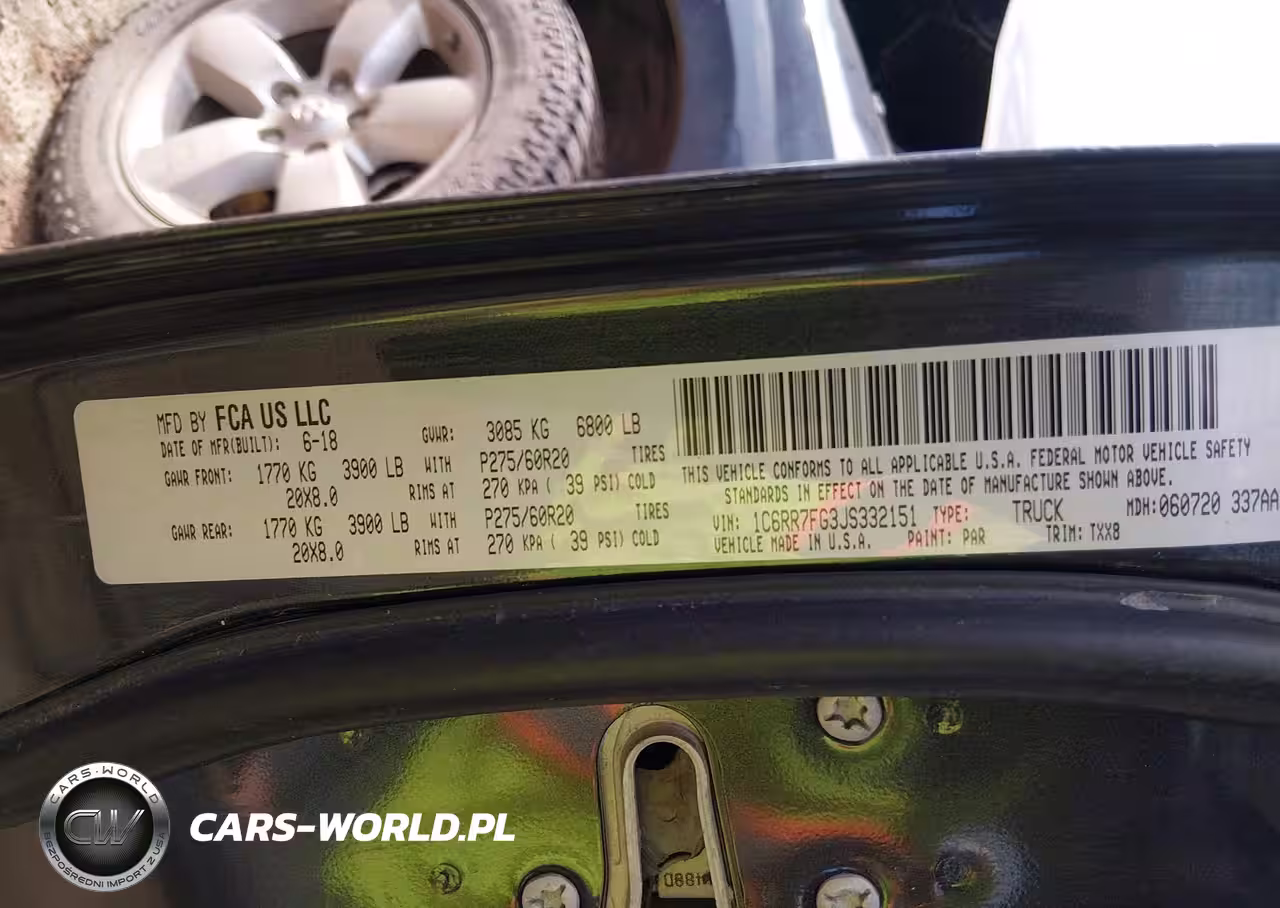 MFD BY FCA US LLC
DATE OF MFR(BUILT): 6-18 GVWR: 3085 KG 6800 LB
GAWR FRONT: 1770 KG 3900 LB WITH P275/60R20 TIRES
20X8.0 RIMS AT 270 KPA ( 39 PSI) COLD
GAWR REAR: 1770 KG 3900 LB WITH P275/60R20 TIRES
20X8.0 RIMS AT 270 KPA ( 39 PSI) COLD
THIS VEHICLE CONFORMS TO ALL APPLICABLE U.S.A. FEDERAL MOTOR VEHICLE SAFETY
STANDARDS IN EFFECT ON THE DATE OF MANUFACTURE SHOWN ABOVE.
VIN: 1C6RR7FG3JS332151 TYPE: TRUCK MDH:060720 337AA
VEHICLE MADE IN U.S.A. PAINT: PAR TRIM: TXX8
CARS-WORLD
CW
BEZPOŚREDNI IMPORT Z USA
CARS-WORLD.PL